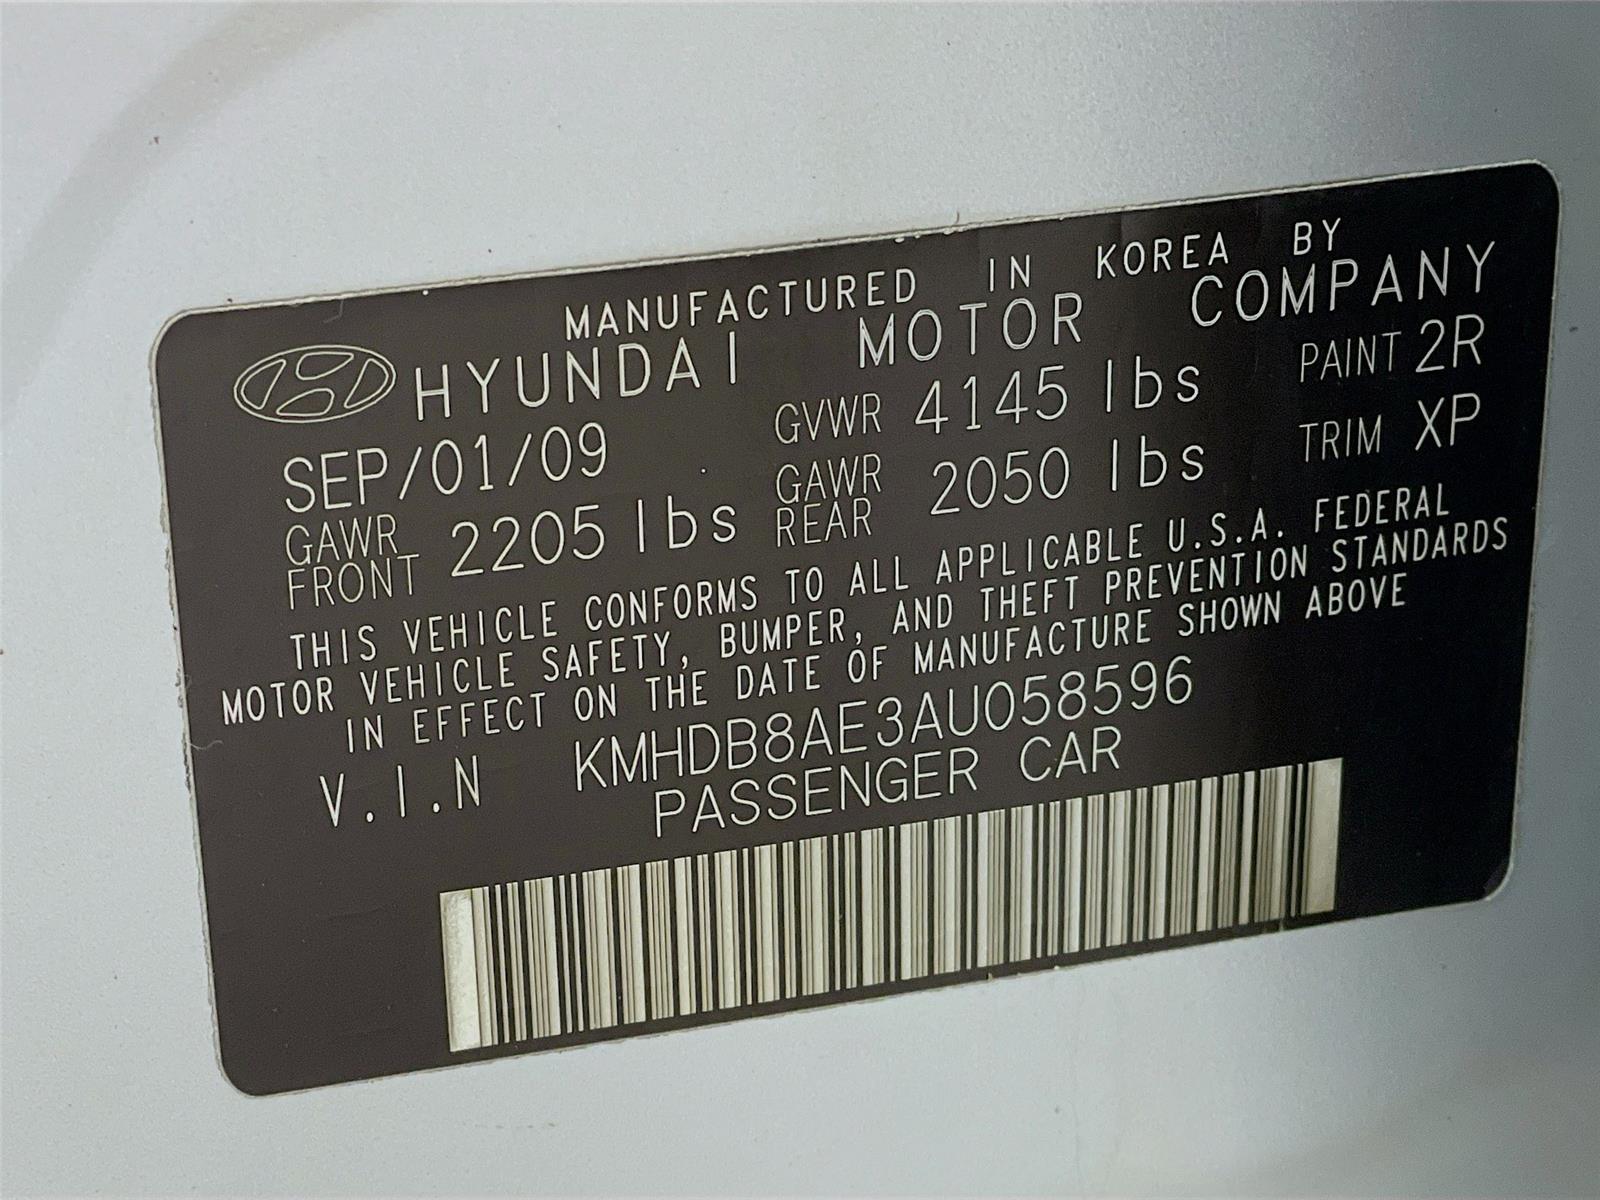 MANUFACTURED IN KOREA BY
HYUNDAI MOTOR COMPANY
SEP/01/09 GVWR 4145 lbs PAINT 2R
GAWR FRONT 2205 lbs GAWR REAR 2050 lbs TRIM XP
THIS VEHICLE CONFORMS TO ALL APPLICABLE U.S.A. FEDERAL
MOTOR VEHICLE SAFETY, BUMPER, AND THEFT PREVENTION STANDARDS
IN EFFECT ON THE DATE OF MANUFACTURE SHOWN ABOVE
V.I.N KMHDB8AE3AU058596
PASSENGER CAR